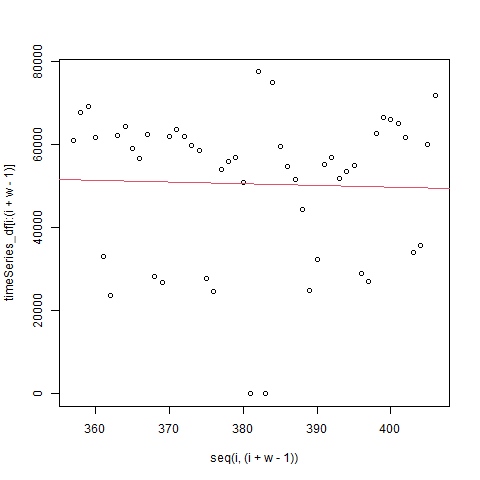 timeSeries_df[i:(i + w - 1)]
80000
60000
40000
20000
0
360 370 380 390 400
seq(i, (i + w - 1))